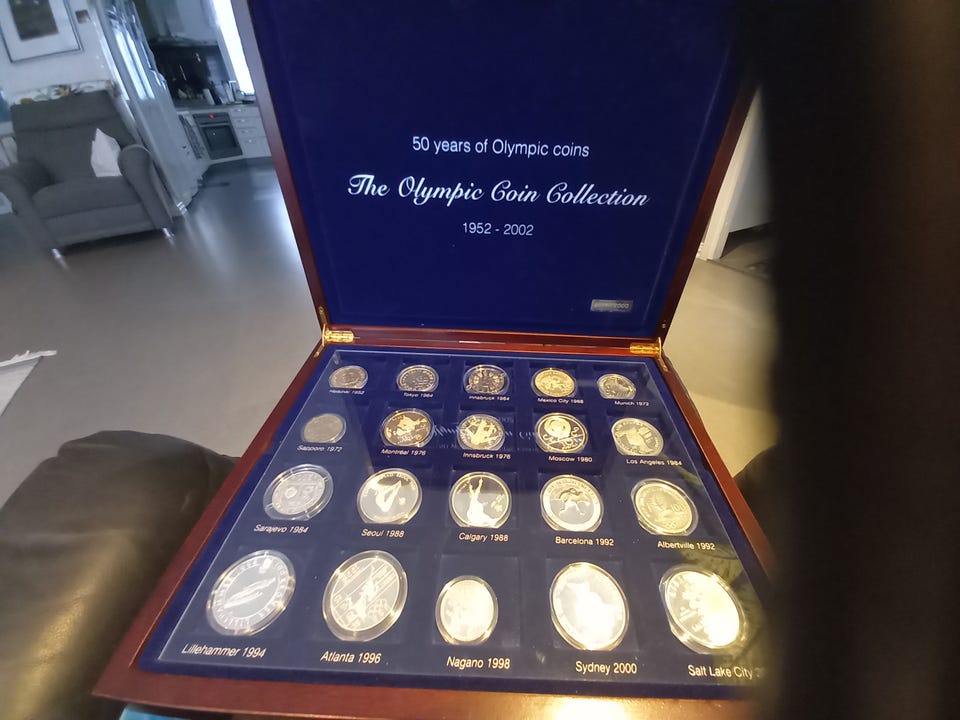 50 years of Olympic coins
The Olympic Coin Collection
1952 - 2002
Helsinki 1952
Tokyo 1964
Innsbruck 1964
Mexico City 1968
Munich 1972
Sapporo 1972
Montréal 1976
Innsbruck 1976
Moscow 1980
Los Angeles 1984
Sarajevo 1984
Seoul 1988
Calgary 1988
Barcelona 1992
Albertville 1992
Lillehammer 1994
Atlanta 1996
Nagano 1998
Sydney 2000
Salt Lake City